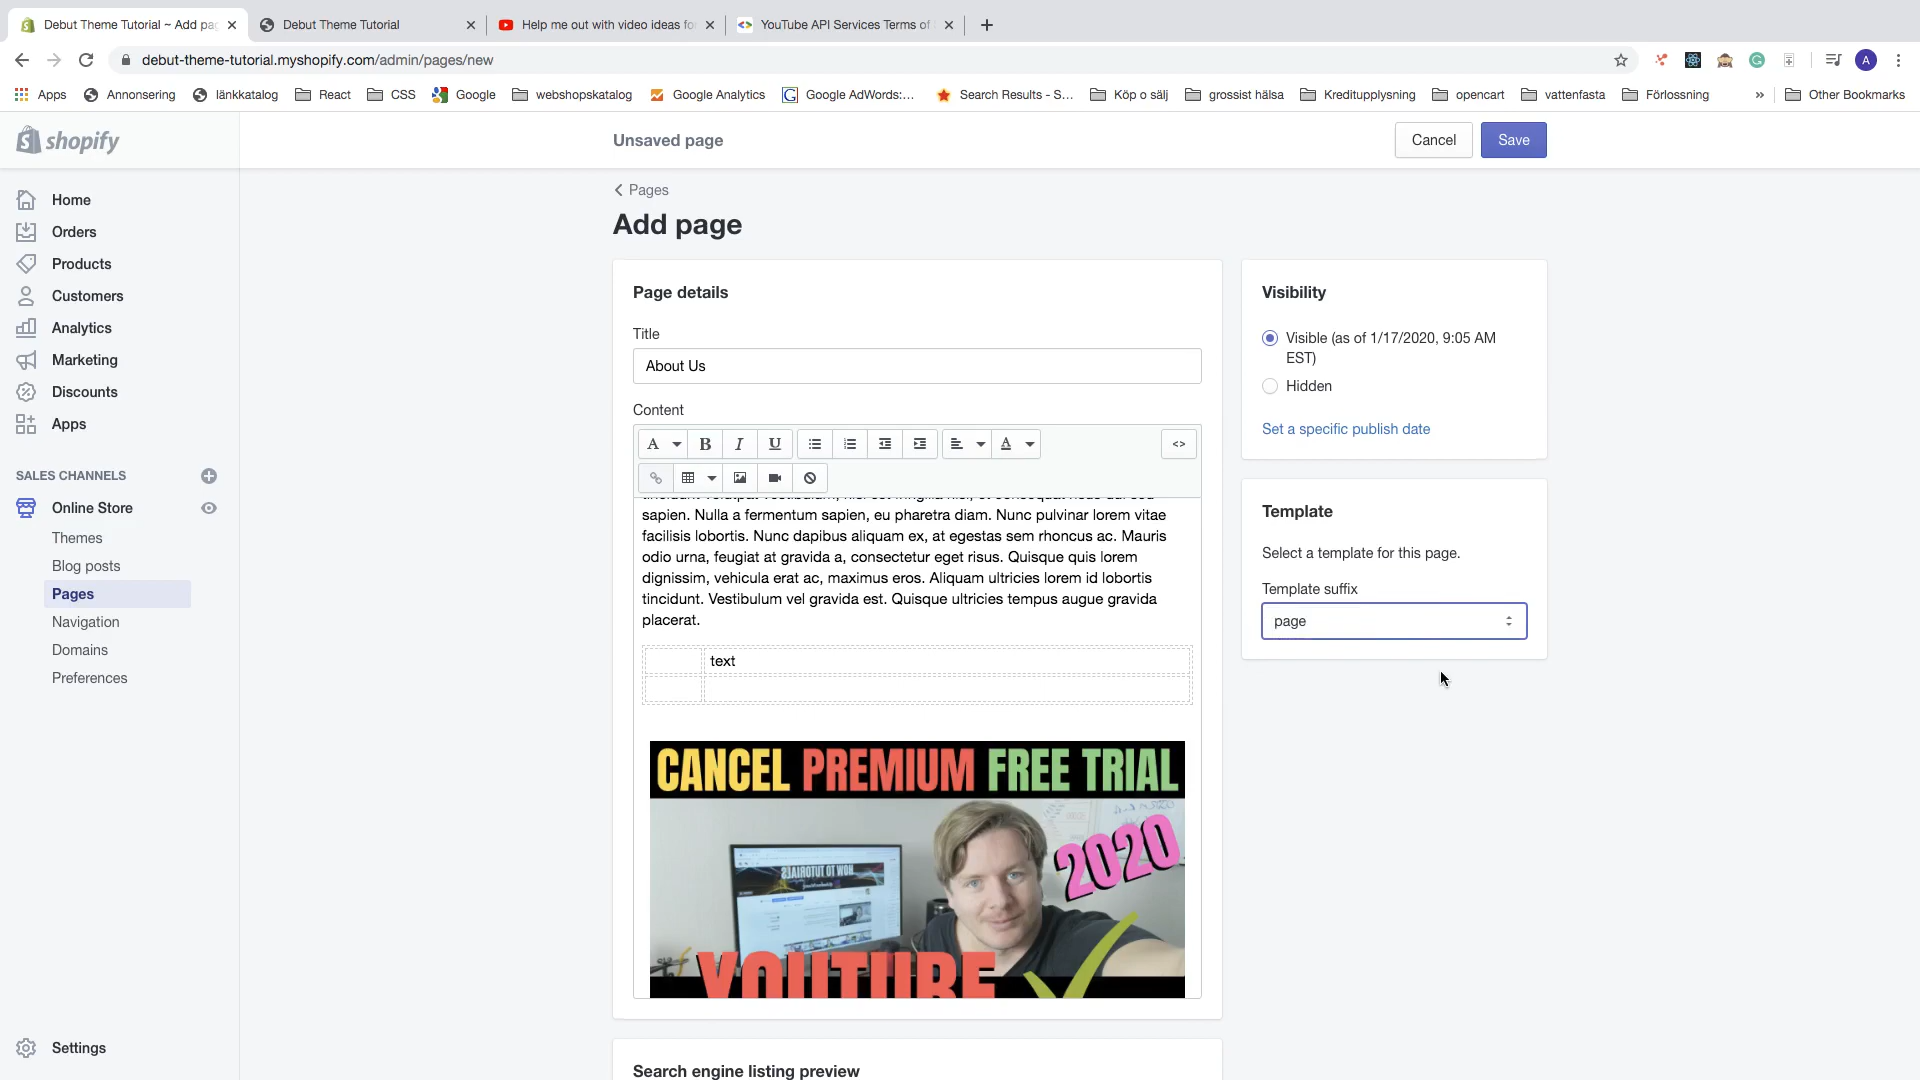 Debut Theme Tutorial ~ Add pag
Debut Theme Tutorial
Help me out with video ideas fo
YouTube API Services Terms of
debut-theme-tutorial.myshopify.com/admin/pages/new
A
Apps
Annonsering
länkkatalog
React
CSS
Google
webshopskatalog
Google Analytics
Google AdWords:...
Search Results - S...
Köp o sälj
grossist hälsa
Kreditupplysning
opencart
vattenfasta
Förlossning
»
Other Bookmarks
shopify
Unsaved page
Cancel
Save
Home
Orders
Products
Customers
Analytics
Marketing
Discounts
Apps
SALES CHANNELS
Online Store
Themes
Blog posts
Pages
Navigation
Domains
Preferences
Settings
Pages
Add page
Page details
Title
About Us
Content
A
B
I
U
A
<>
sapien. Nulla a fermentum sapien, eu pharetra diam. Nunc pulvinar lorem vitae
facilisis lobortis. Nunc dapibus aliquam ex, at egestas sem rhoncus ac. Mauris
odio urna, feugiat at gravida a, consectetur eget risus. Quisque quis lorem
dignissim, vehicula erat ac, maximus eros. Aliquam ultricies lorem id lobortis
tincidunt. Vestibulum vel gravida est. Quisque ultricies tempus augue gravida
placerat.
text
CANCEL PREMIUM FREE TRIAL
2020
YOUTUBE
Search engine listing preview
Visibility
Visible (as of 1/17/2020, 9:05 AM
EST)
Hidden
Set a specific publish date
Template
Select a template for this page.
Template suffix
page